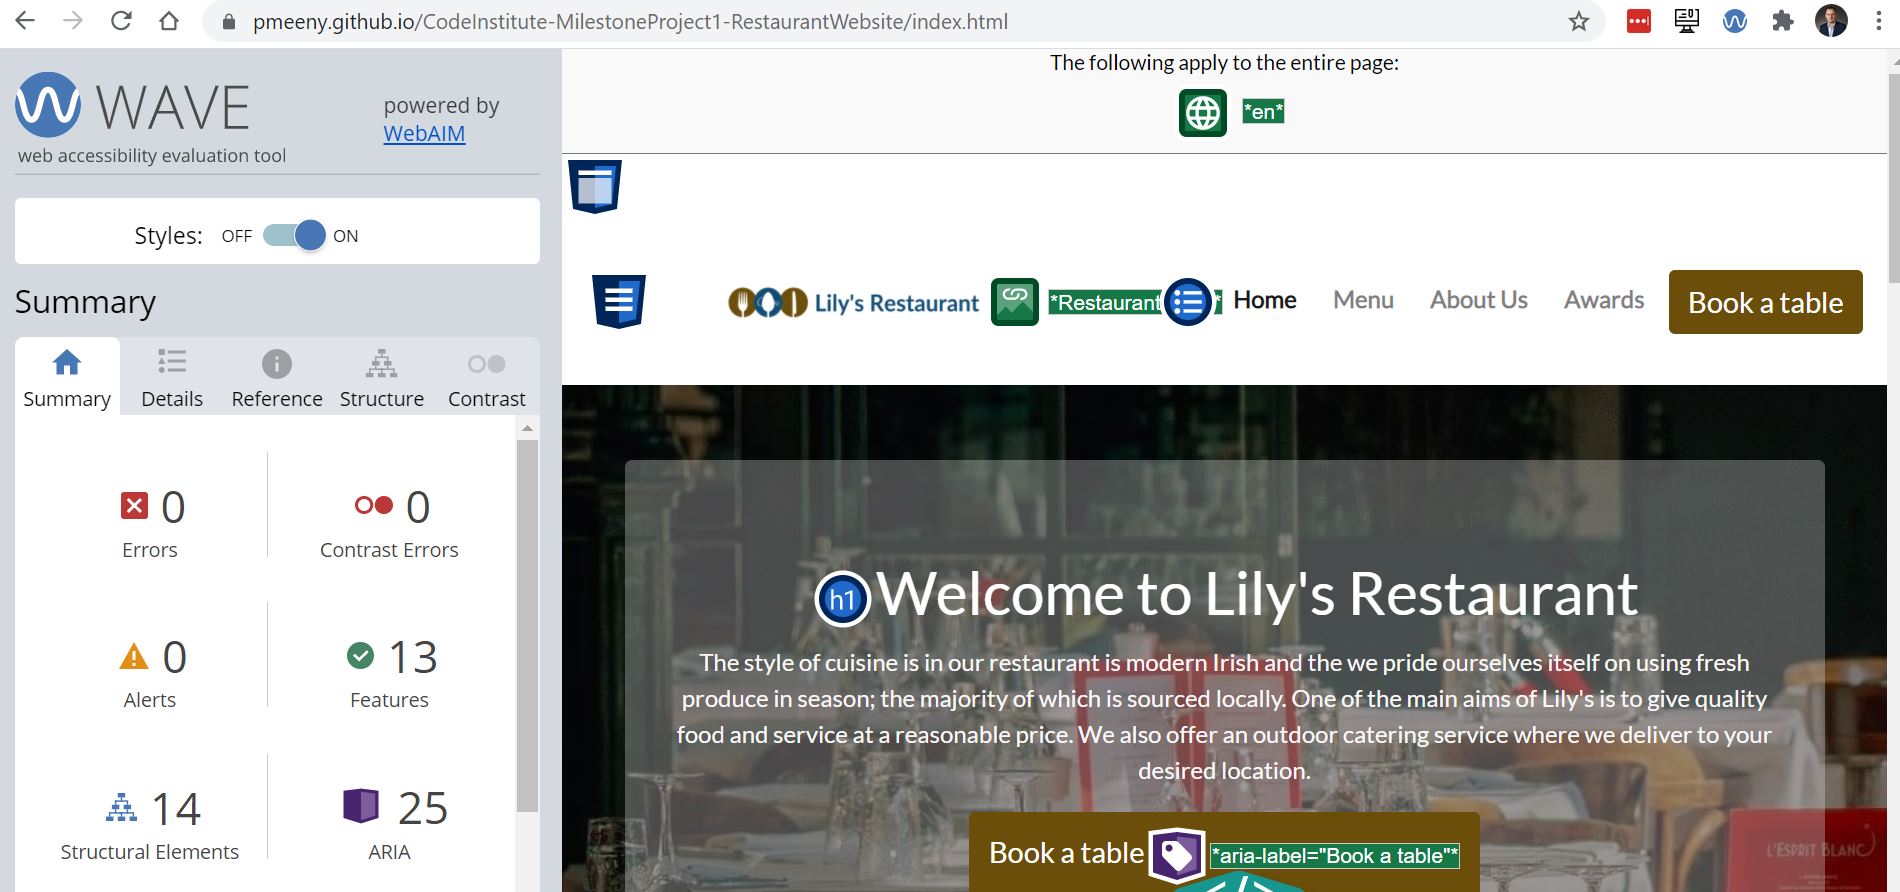 pmeeny.github.io/CodeInstitute-MilestoneProject1-RestaurantWebsite/index.html
WAVE
powered by
WebAIM
web accessibility evaluation tool
Styles: OFF ON
Summary
Summary Details Reference Structure Contrast
0 0
Errors Contrast Errors
0 13
Alerts Features
14 25
Structural Elements ARIA
The following apply to the entire page:
*en*
Lily's Restaurant *Restaurant * Home Menu About Us Awards Book a table
h1 Welcome to Lily's Restaurant
The style of cuisine is in our restaurant is modern Irish and the we pride ourselves itself on using fresh
produce in season; the majority of which is sourced locally. One of the main aims of Lily's is to give quality
food and service at a reasonable price. We also offer an outdoor catering service where we deliver to your
desired location.
Book a table *aria-label="Book a table"*
L'ESPRIT BLANC